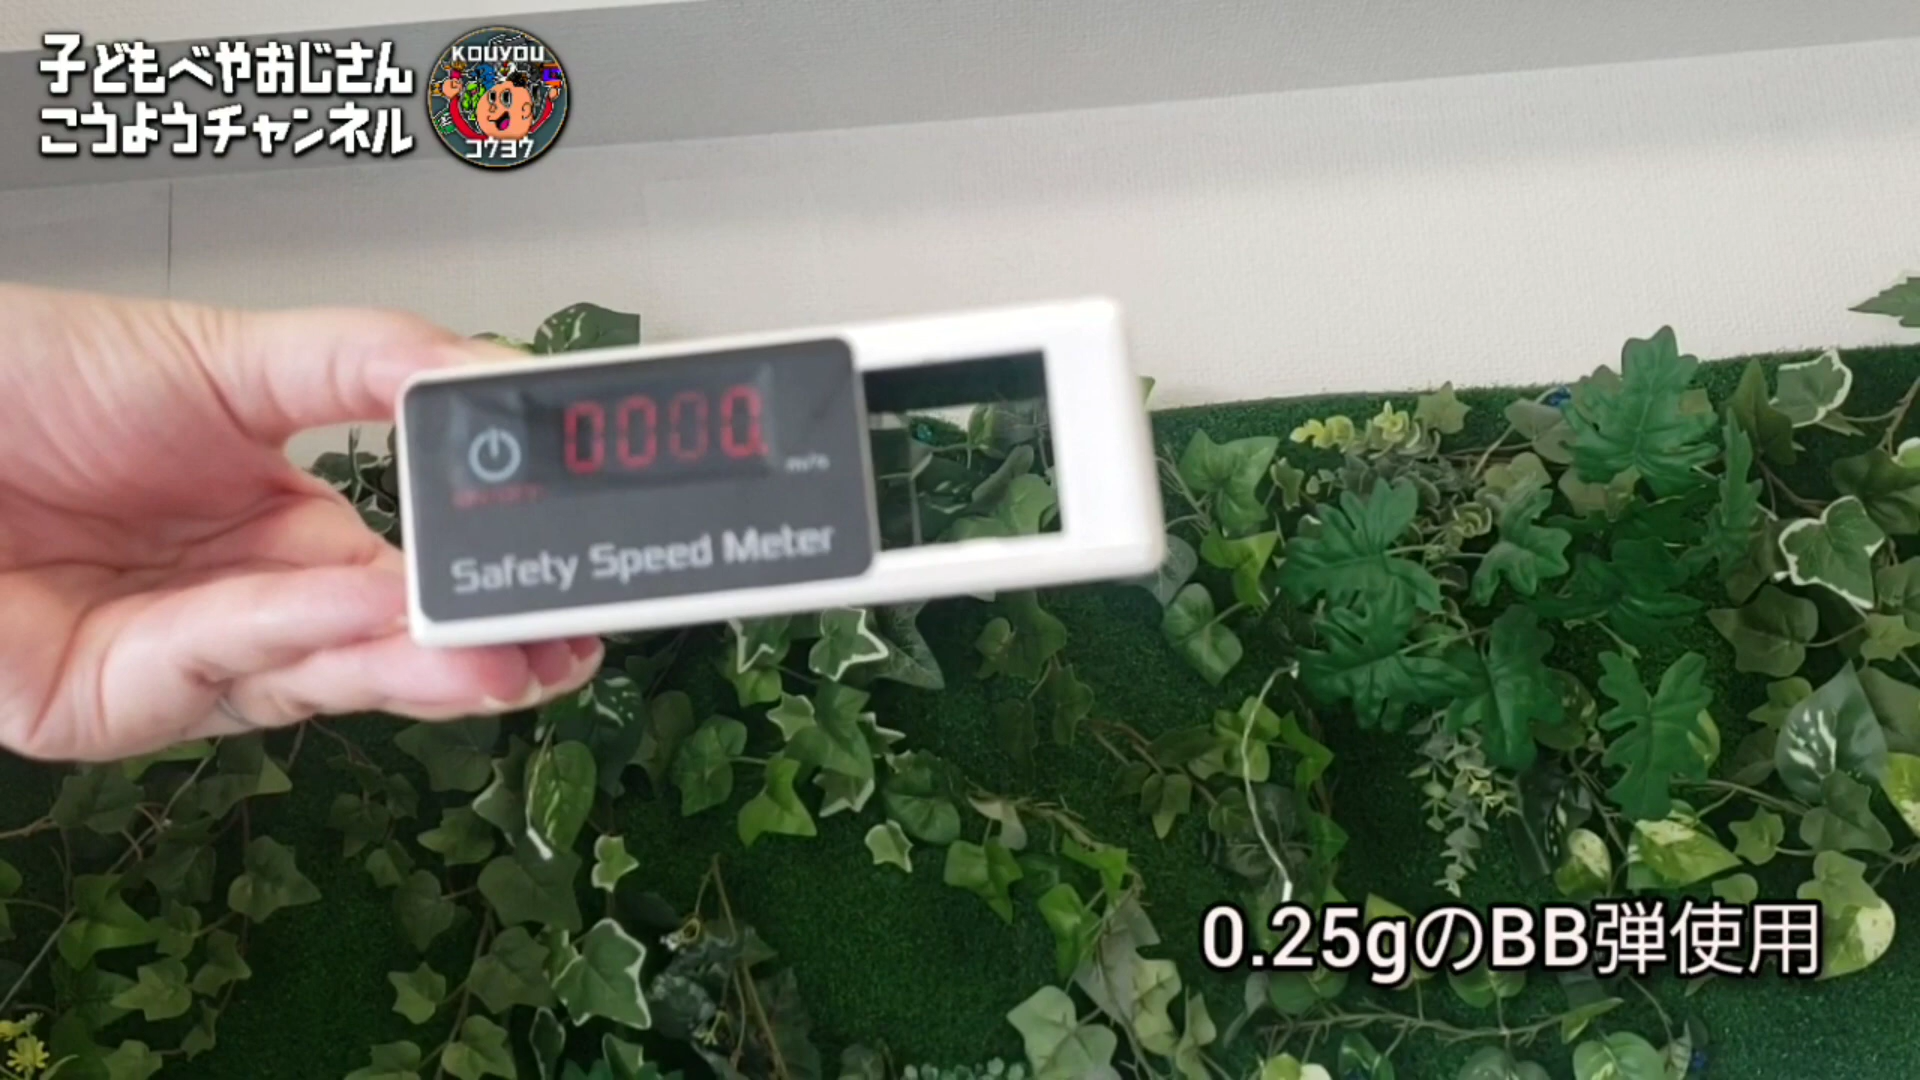 子どもべやおじさん
こうようチャンネル
KOUYOU
コウヨウ
0000.
m/s
Safety Speed Meter
0.25gのBB弾使用